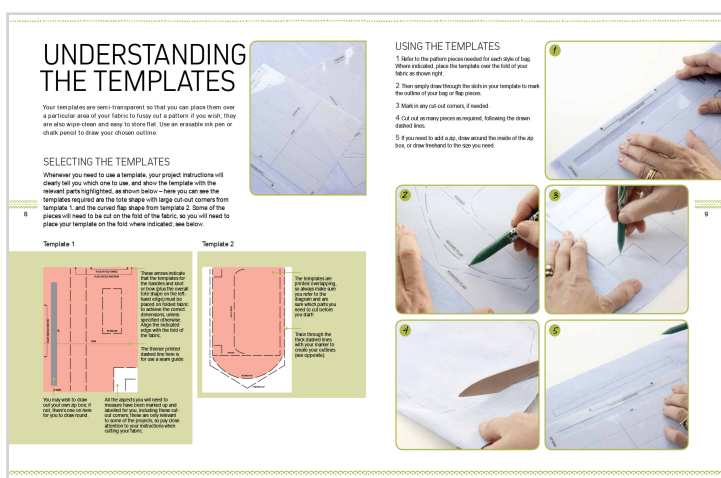 UNDERSTANDING
THE TEMPLATES
Your templates are semi-transparent so that you can place them over
a particular area of your fabric to fussy cut a pattern if you wish; they
are also wipe-clean and easy to store flat. Use an erasable ink pen or
chalk pencil to draw your chosen outline.
SELECTING THE TEMPLATES
Whenever you need to use a template, your project instructions will
clearly tell you which one to use, and show the template with the
relevant parts highlighted, as shown below – here you can see the
templates required are the tote shape with large cut-out corners from
template 1, and the curved flap shape from template 2. Some of the
pieces will need to be cut on the fold of the fabric, so you will need to
place your template on the fold where indicated; see below.
8
Template 1
These arrows indicate
that the templates for
the handles and knot
or bow (plus the overall
tote shape on the left-
hand edge) must be
placed on folded fabric
to achieve the correct
dimensions, unless
specified otherwise.
Align the indicated
edge with the fold of
the fabric.
The thinner printed
dashed line here is
for use a seam guide.
You may wish to draw
out your own zip box; if
not, there's one on here
for you to draw round.
All the aspects you will need to
measure have been marked up and
labelled for you, including these cut-
out corners; these are only relevant
to some of the projects, so pay close
attention to your instructions when
cutting your fabric.
Template 2
The templates are
printed overlapping,
so always make sure
you refer to the
diagram and are
sure which parts you
need to cut before
you start!
Trace through the
thick dashed lines
with your marker to
create your outlines
(see opposite).
USING THE TEMPLATES
1 Refer to the pattern pieces needed for each style of bag.
Where indicated, place the template over the fold of your
fabric as shown right.
2 Then simply draw through the slots in your template to mark
the outline of your bag or flap pieces.
3 Mark in any cut-out corners, if needed.
4 Cut out as many pieces as required, following the drawn
dashed lines.
5 If you need to add a zip, draw around the inside of the zip
box, or draw freehand to the size you need.
1
2
3
4
5
9